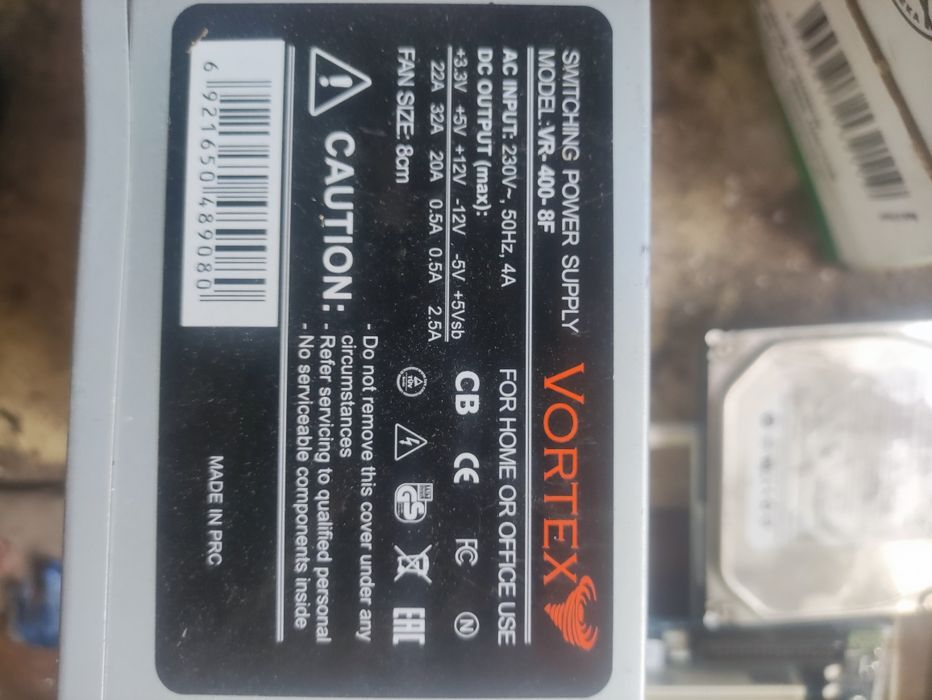 SWITCHING POWER SUPPLY
MODEL:VR- 400- 8F
VORTEX
AC INPUT: 230V~, 50Hz, 4A
FOR HOME OR OFFICE USE
DC OUTPUT (max):
+3.3V +5V +12V -12V -5V +5Vsb
22A 32A 20A 0.5A 0.5A 2.5A
CB CE FC N
FAN SIZE: 8cm
GS EAC
CAUTION:
- Do not remove this cover under any
circumstances
- Refer servicing to qualified personal
- No serviceable components inside
6 921650 489080
MADE IN PRC